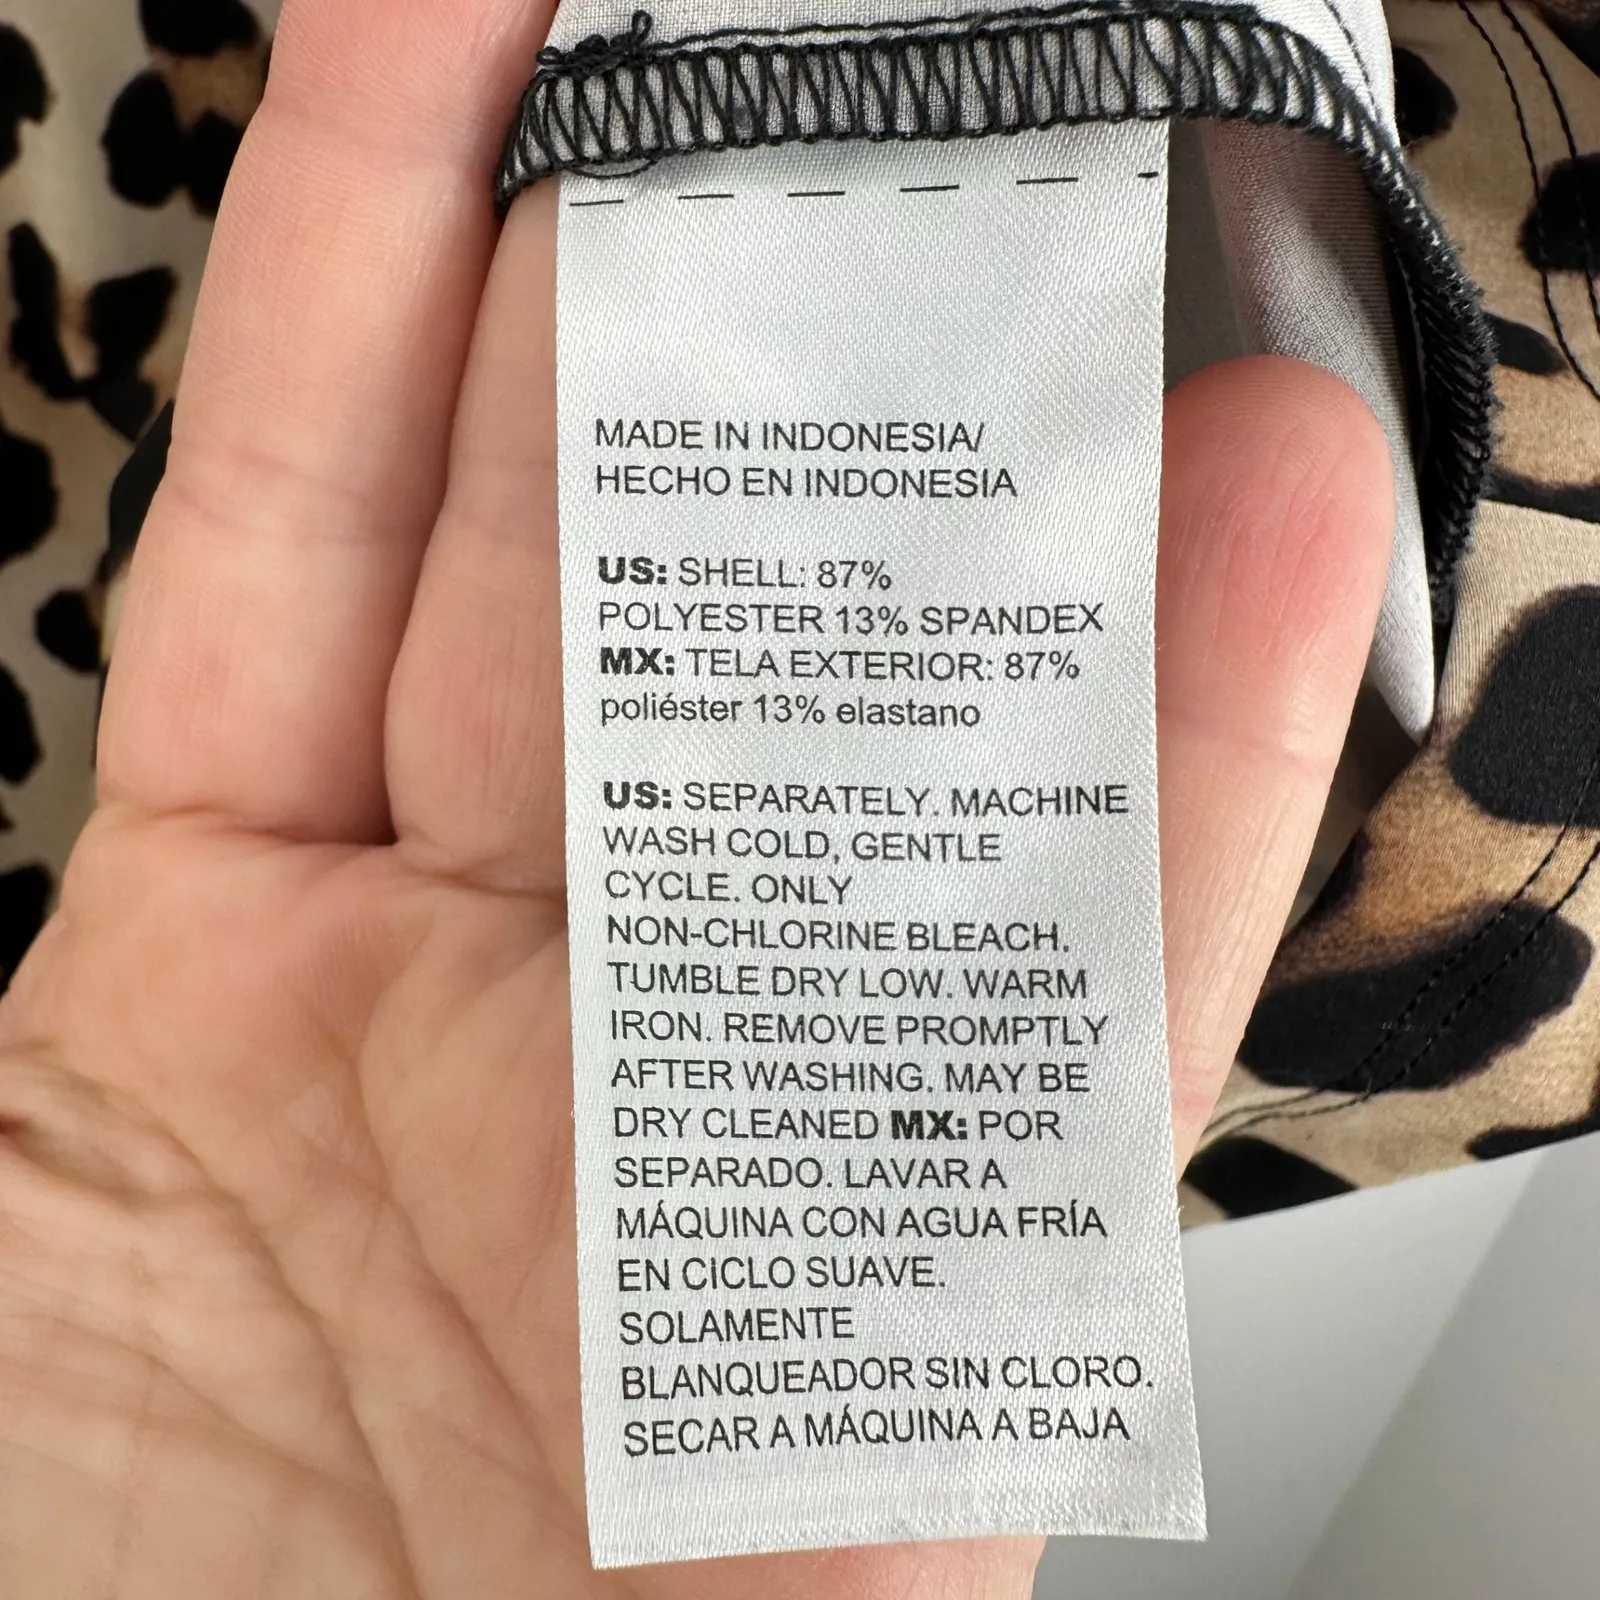 MADE IN INDONESIA/
HECHO EN INDONESIA
US: SHELL: 87%
POLYESTER 13% SPANDEX
MX: TELA EXTERIOR: 87%
poliéster 13% elastano
US: SEPARATELY. MACHINE
WASH COLD, GENTLE
CYCLE. ONLY
NON-CHLORINE BLEACH.
TUMBLE DRY LOW. WARM
IRON. REMOVE PROMPTLY
AFTER WASHING. MAY BE
DRY CLEANED MX: POR
SEPARADO. LAVAR A
MÁQUINA CON AGUA FRÍA
EN CICLO SUAVE.
SOLAMENTE
BLANQUEADOR SIN CLORO.
SECAR A MÁQUINA A BAJA